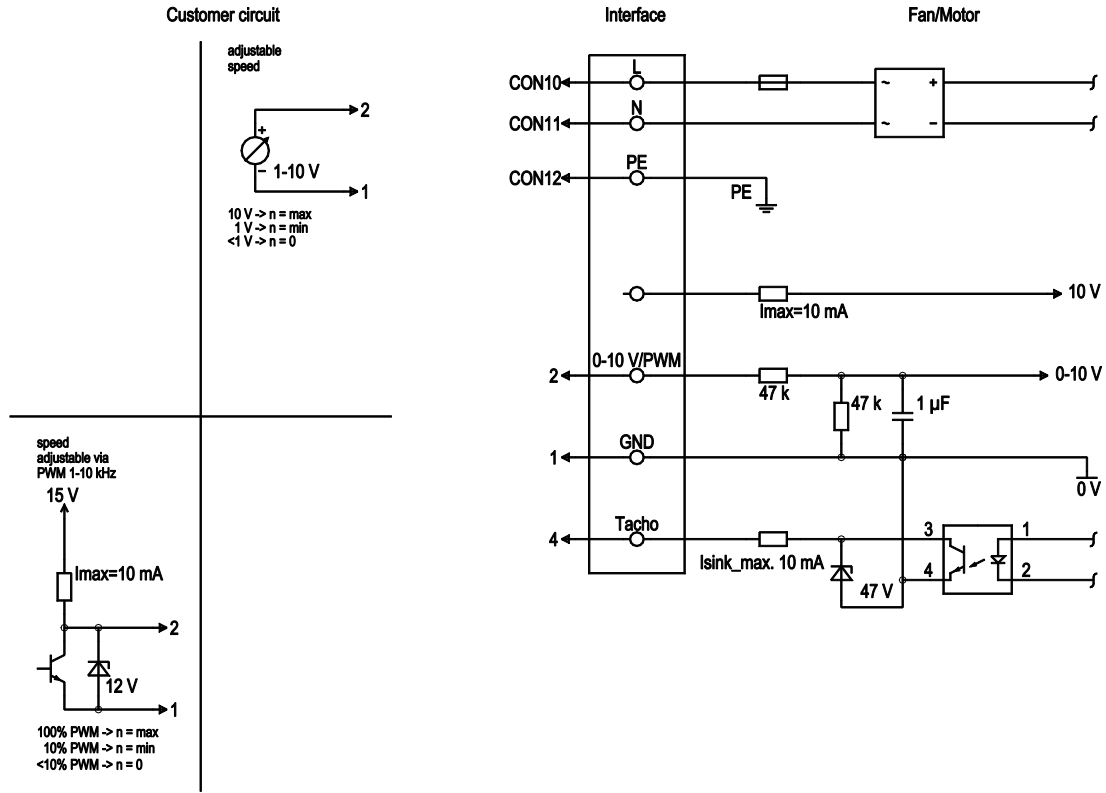 Customer circuit
Interface
Fan/Motor
adjustable
speed
2
+
– 1-10 V
1
10 V -> n = max
1 V -> n = min
<1 V -> n = 0
speed
adjustable via
PWM 1-10 kHz
15 V
Imax=10 mA
2
12 V
1
100% PWM -> n = max
10% PWM -> n = min
<10% PWM -> n = 0
L
CON10
~ +
N
CON11
~ –
PE
CON12
PE
10 V
Imax=10 mA
0-10 V/PWM
2
0-10 V
47 k
47 k
1 µF
GND
1
0 V
Tacho
4
3
1
Isink_max. 10 mA
4
2
47 V